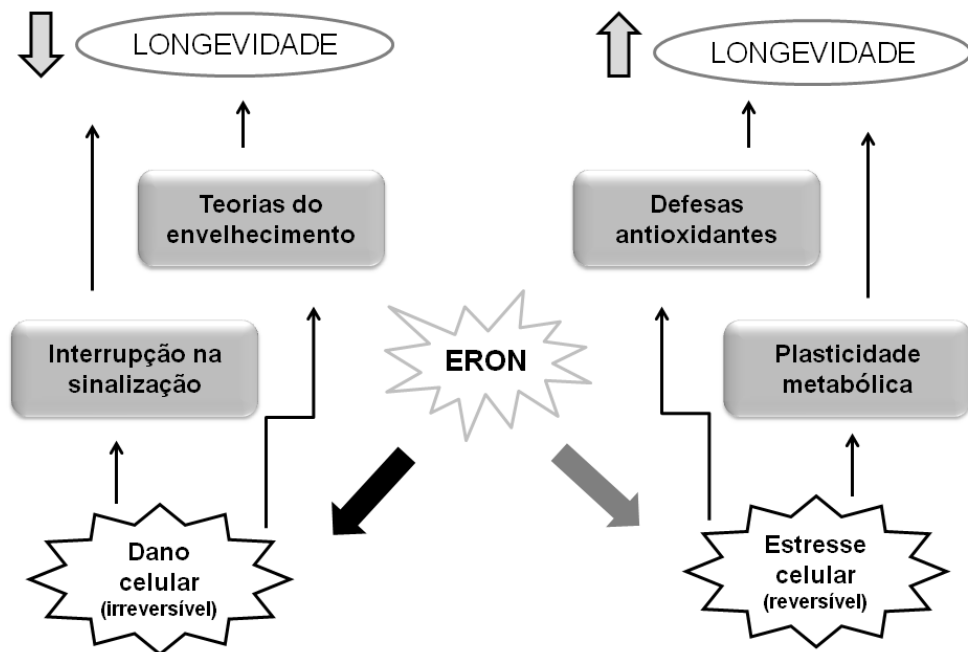 LONGEVIDADE
LONGEVIDADE
Teorias do
envelhecimento
Defesas
antioxidantes
Interrupção na
sinalização
ERON
Plasticidade
metabólica
Dano
celular
(irreversível)
Estresse
celular
(reversível)